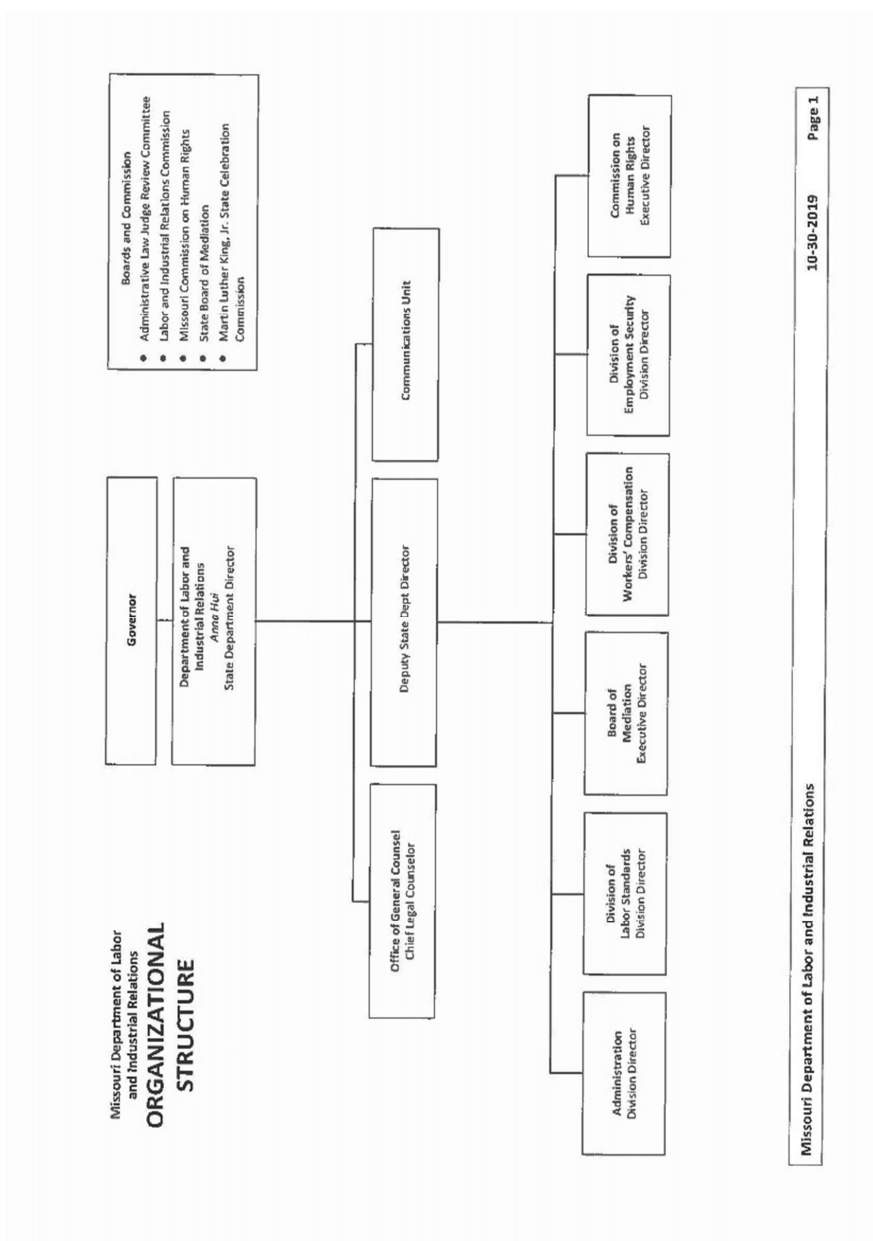 Missouri Department of Labor
and Industrial Relations
ORGANIZATIONAL
STRUCTURE
Governor
Department of Labor and
Industrial Relations
Anna Hui
State Department Director
Boards and Commission
• Administrative Law Judge Review Committee
• Labor and Industrial Relations Commission
• Missouri Commission on Human Rights
• State Board of Mediation
• Martin Luther King, Jr. State Celebration
Commission
Office of General Counsel
Chief Legal Counselor
Deputy State Dept Director
Communications Unit
Administration
Division Director
Division of
Labor Standards
Division Director
Board of
Mediation
Executive Director
Division of
Workers' Compensation
Division Director
Division of
Employment Security
Division Director
Commission on
Human Rights
Executive Director
Missouri Department of Labor and Industrial Relations 10-30-2019 Page 1